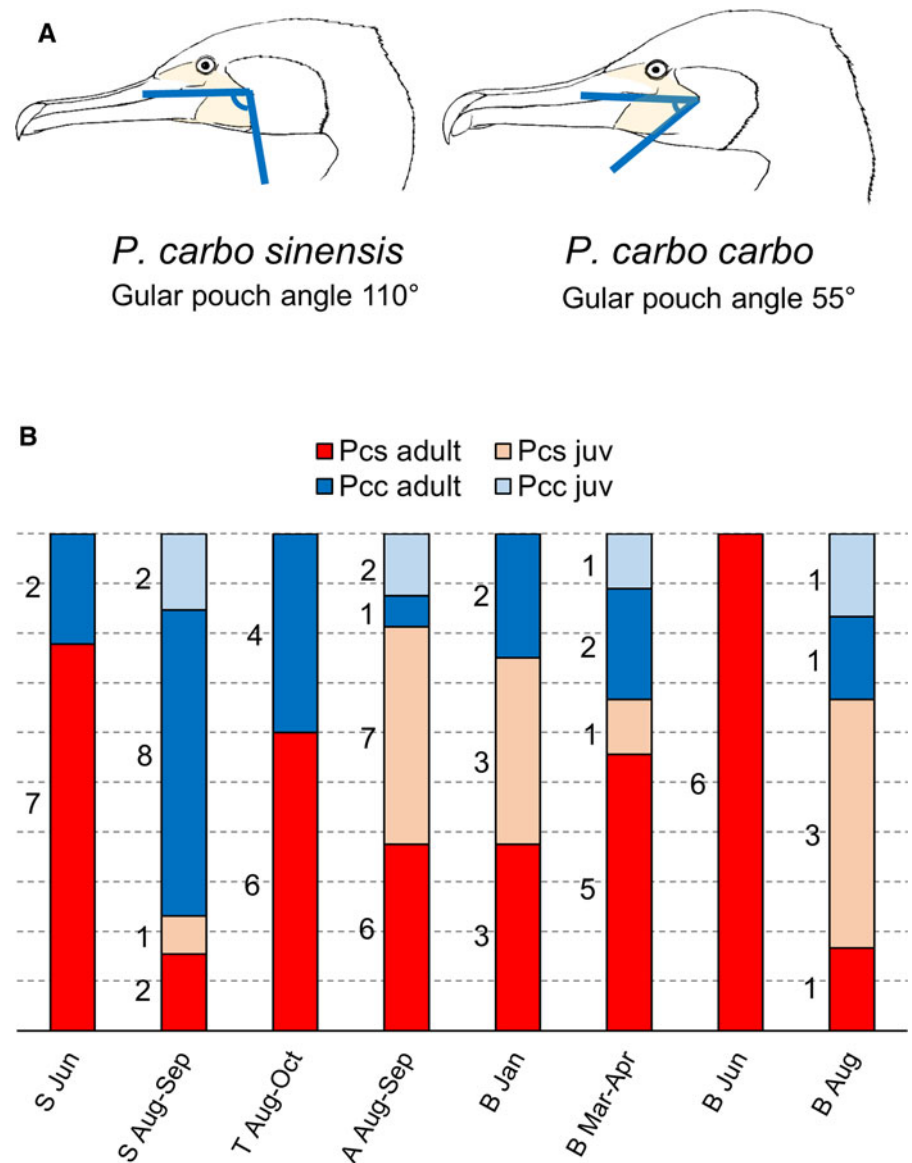 A
P. carbo sinensis
Gular pouch angle 110°
P. carbo carbo
Gular pouch angle 55°
B
Pcs adult
Pcs juv
Pcc adult
Pcc juv
2
7
2
8
1
2
4
6
2
1
7
6
2
3
3
1
2
1
5
6
1
1
3
1
S Jun
S Aug-Sep
T Aug-Oct
A Aug-Sep
B Jan
B Mar-Apr
B Jun
B Aug